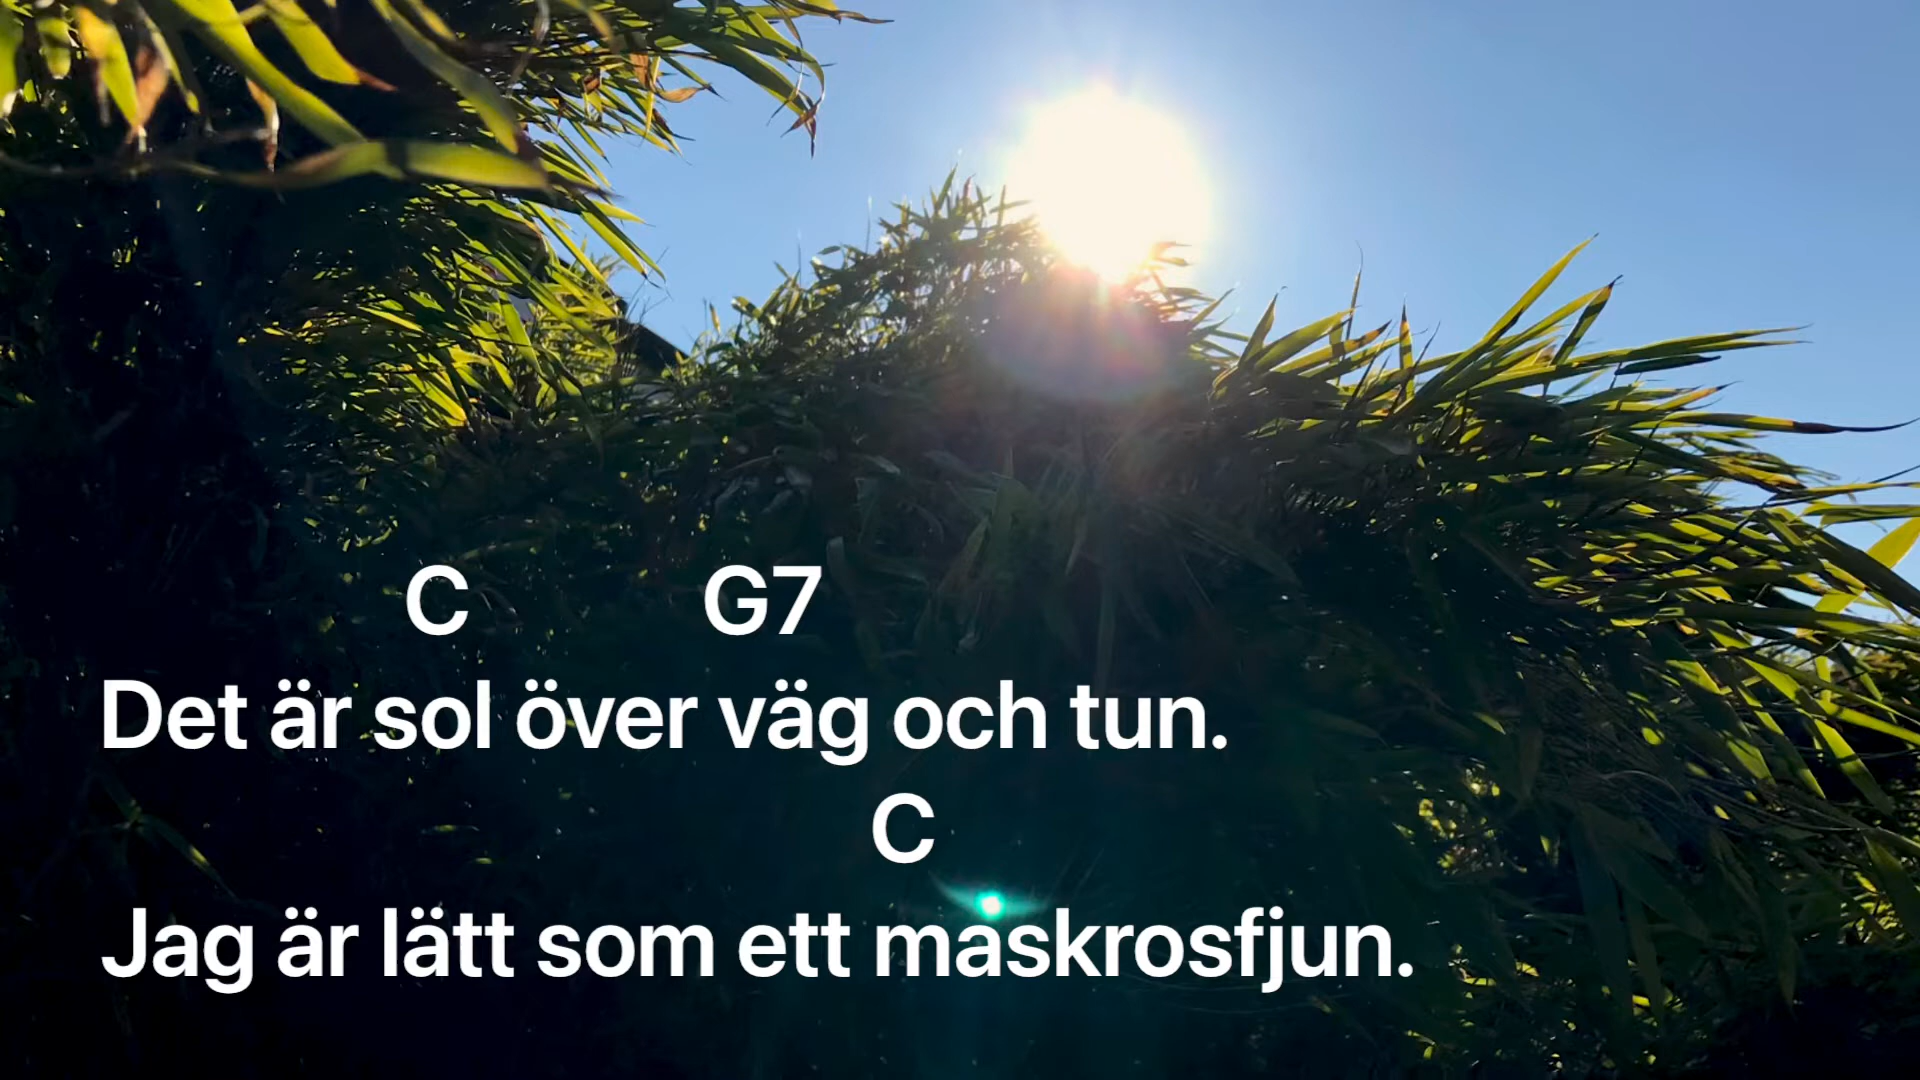 C G7
Det är sol över väg och tun.
C
Jag är lätt som ett maskrosfjun.